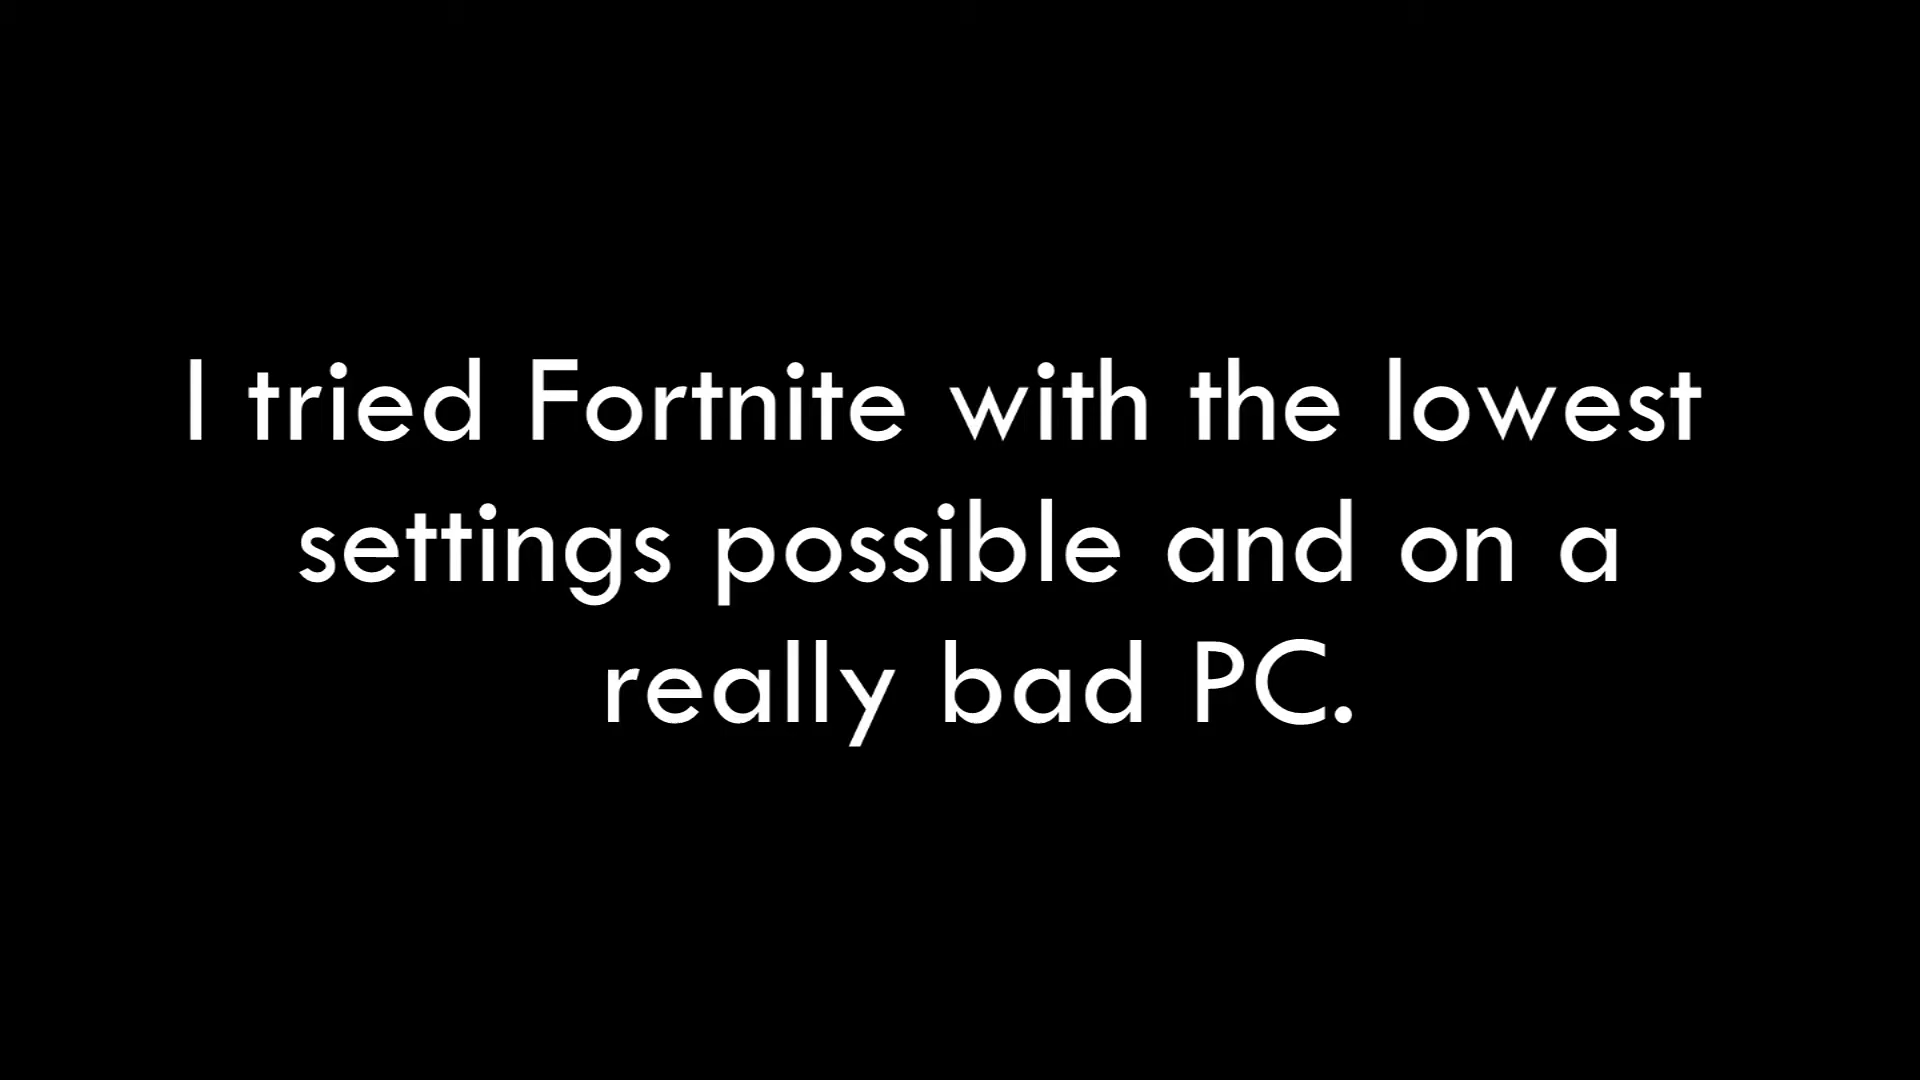 I tried Fortnite with the lowest
settings possible and on a
really bad PC.